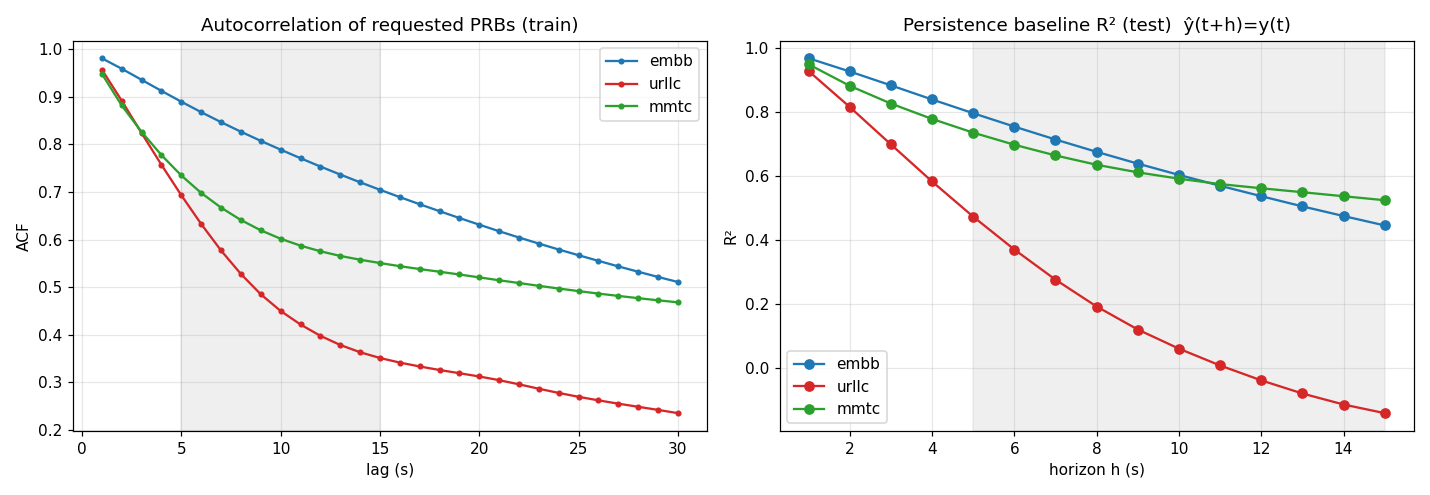 Autocorrelation of requested PRBs (train)
1.0
0.9
0.8
0.7
0.6
0.5
0.4
0.3
0.2
ACF
embb
urllc
mmtc
0
5
10
15
20
25
30
lag (s)
Persistence baseline R² (test)  ŷ(t+h)=y(t)
1.0
0.8
0.6
0.4
0.2
0.0
R²
embb
urllc
mmtc
2
4
6
8
10
12
14
horizon h (s)